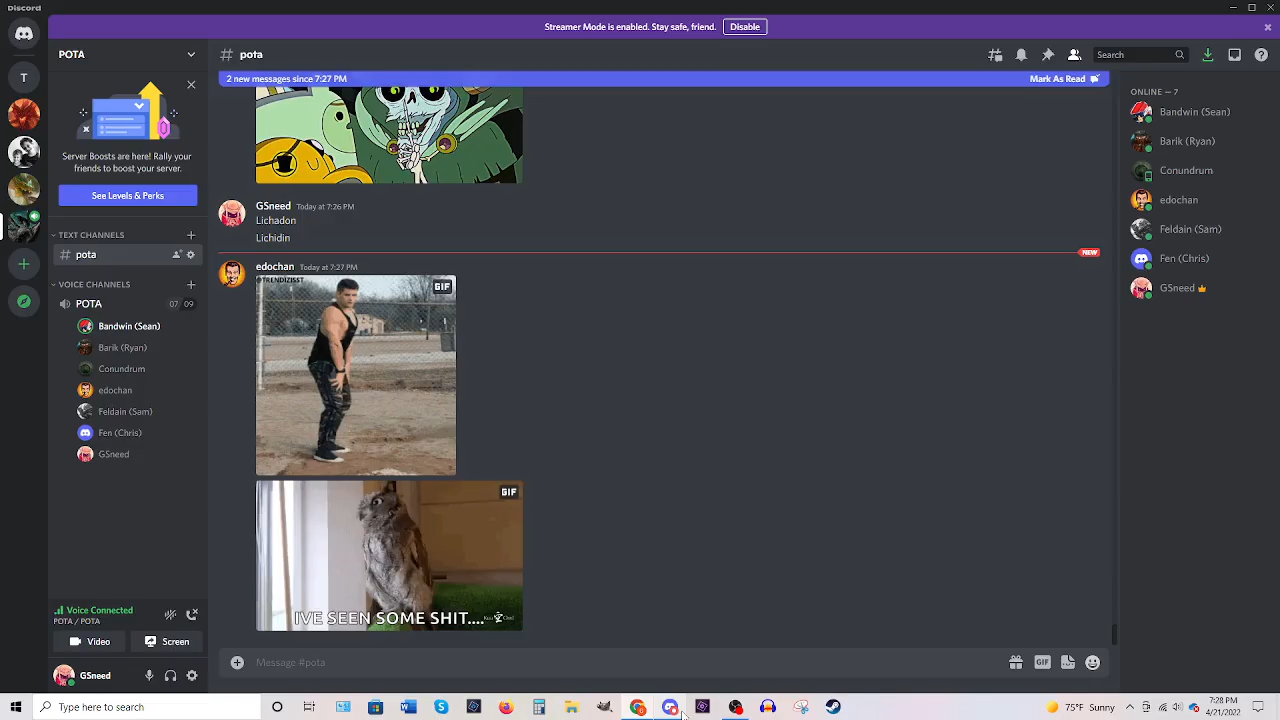 Discord
Streamer Mode is enabled. Stay safe, friend. Disable
POTA
# pota
Search
2 new messages since 7:27 PM
Mark As Read
T
Server Boosts are here! Rally your
friends to boost your server.
See Levels & Perks
TEXT CHANNELS
# pota
VOICE CHANNELS
POTA 07 09
Bandwin (Sean)
Barik (Ryan)
Conundrum
edochan
Feldain (Sam)
Fen (Chris)
GSneed
Voice Connected
POTA / POTA
Video
Screen
GSneed
GSneed Today at 7:26 PM
Lichadon
Lichidin
NEW
edochan Today at 7:27 PM
@TRENDIZISST
GIF
GIF
IVE SEEN SOME SHIT....
Message #pota
GIF
ONLINE — 7
Bandwin (Sean)
Barik (Ryan)
Conundrum
edochan
Feldain (Sam)
Fen (Chris)
GSneed
Type here to search
75°F Sunny
7:28 PM
4/21/2022